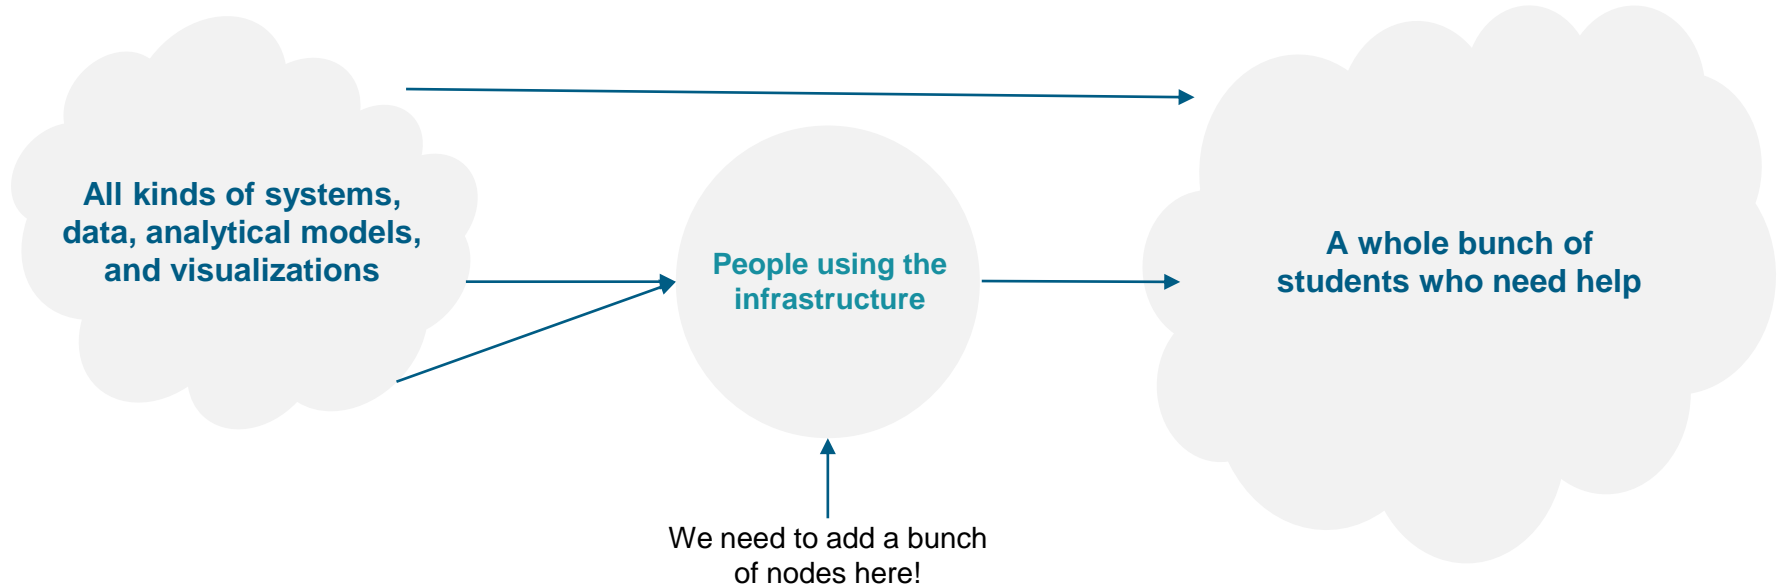 All kinds of systems,
data, analytical models,
and visualizations
People using the
infrastructure
A whole bunch of
students who need help
We need to add a bunch
of nodes here!